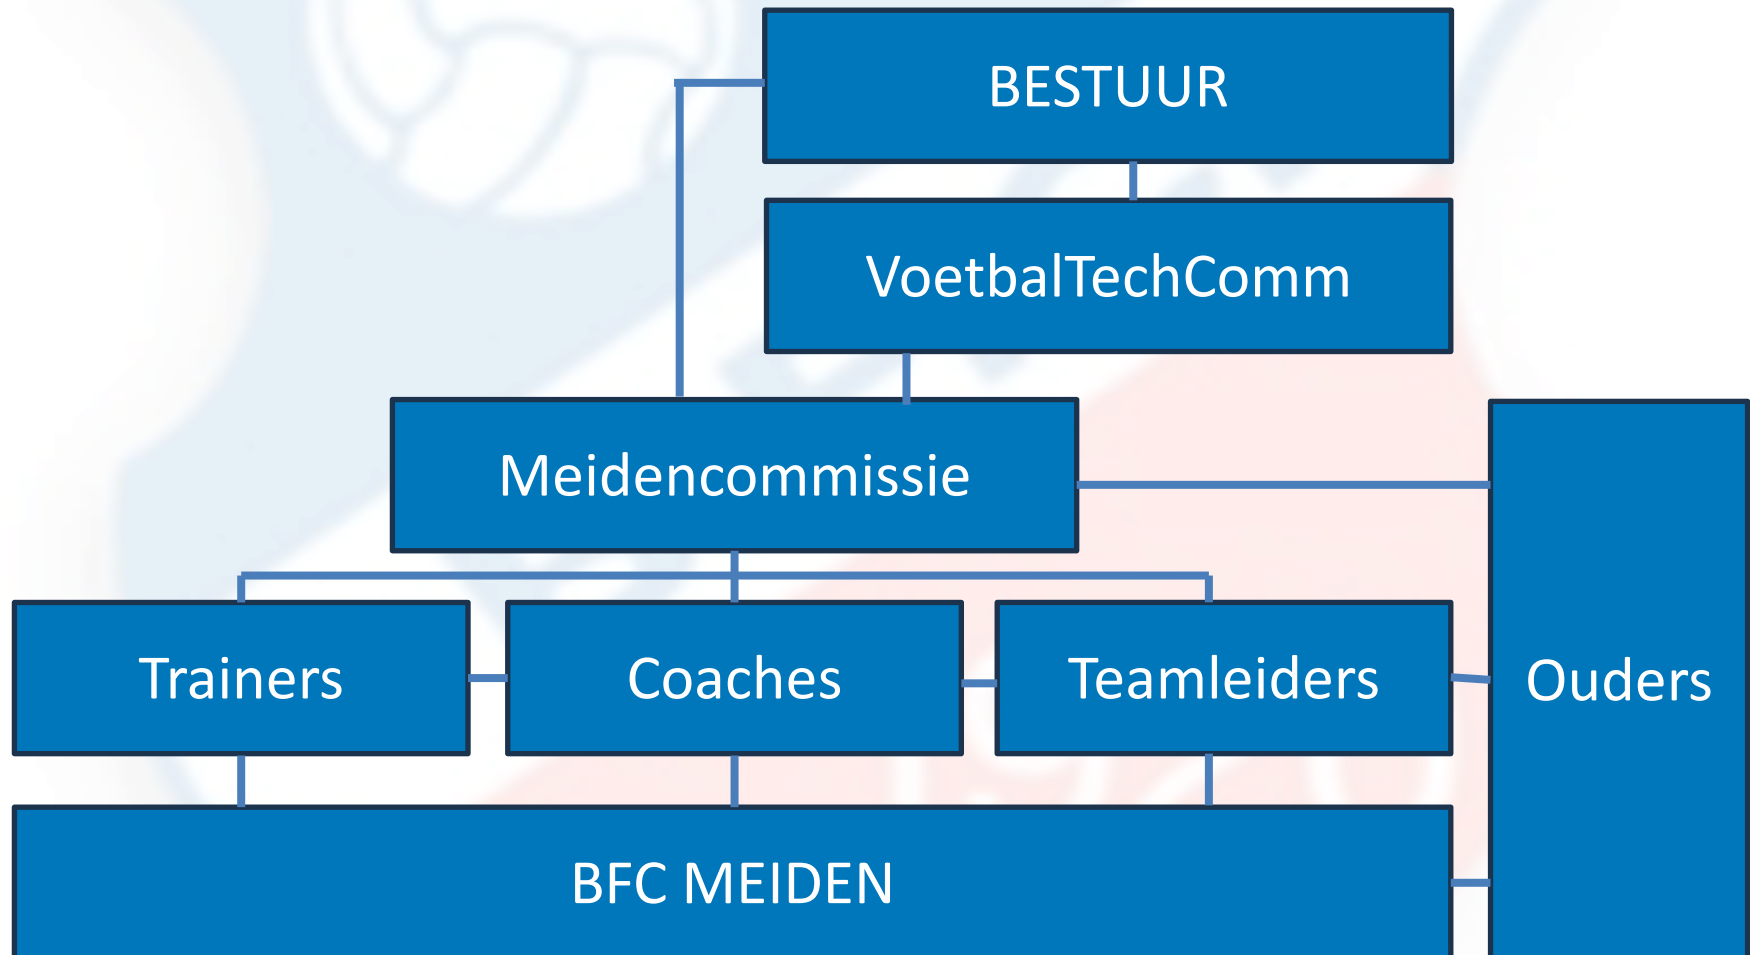 BESTUUR
VoetbalTechComm
Meidencommissie
Trainers
Coaches
Teamleiders
Ouders
BFC MEIDEN